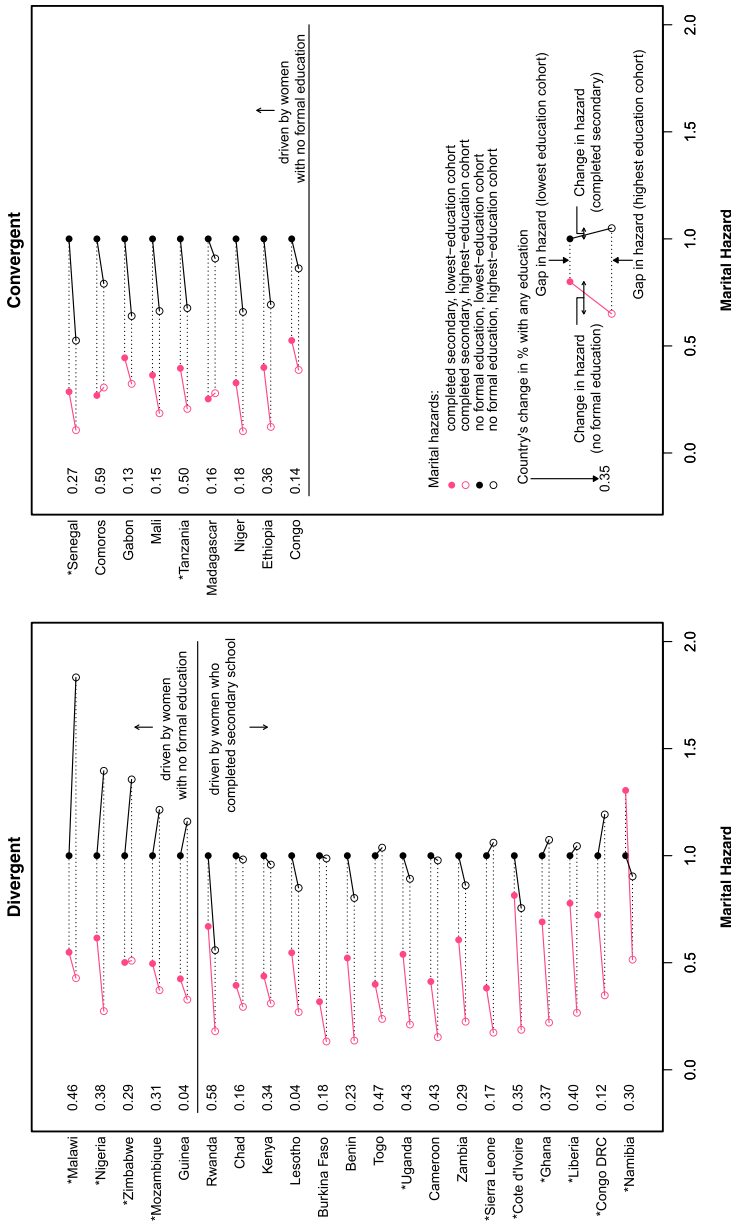 Divergent
*Malawi 0.46
*Nigeria 0.38
*Zimbabwe 0.29
*Mozambique 0.31
Guinea 0.04
driven by women
with no formal education
driven by women who
completed secondary school
Rwanda 0.58
Chad 0.16
Kenya 0.34
Lesotho 0.04
Burkina Faso 0.18
Benin 0.23
Togo 0.47
*Uganda 0.43
Cameroon 0.43
Zambia 0.29
*Sierra Leone 0.17
*Cote d'Ivoire 0.35
*Ghana 0.37
*Liberia 0.40
*Congo DRC 0.12
*Namibia 0.30
0.0 0.5 1.0 1.5 2.0
Marital Hazard
Convergent
*Senegal 0.27
Comoros 0.59
Gabon 0.13
Mali 0.15
*Tanzania 0.50
Madagascar 0.16
Niger 0.18
Ethiopia 0.36
Congo 0.14
driven by women
with no formal education
Marital hazards:
completed secondary, lowest−education cohort
completed secondary, highest−education cohort
no formal education, lowest−education cohort
no formal education, highest−education cohort
Country's change in % with any education
Gap in hazard (lowest education cohort)
Change in hazard
(no formal education)
Change in hazard
(completed secondary)
0.35
Gap in hazard (highest education cohort)
0.0 0.5 1.0 1.5 2.0
Marital Hazard